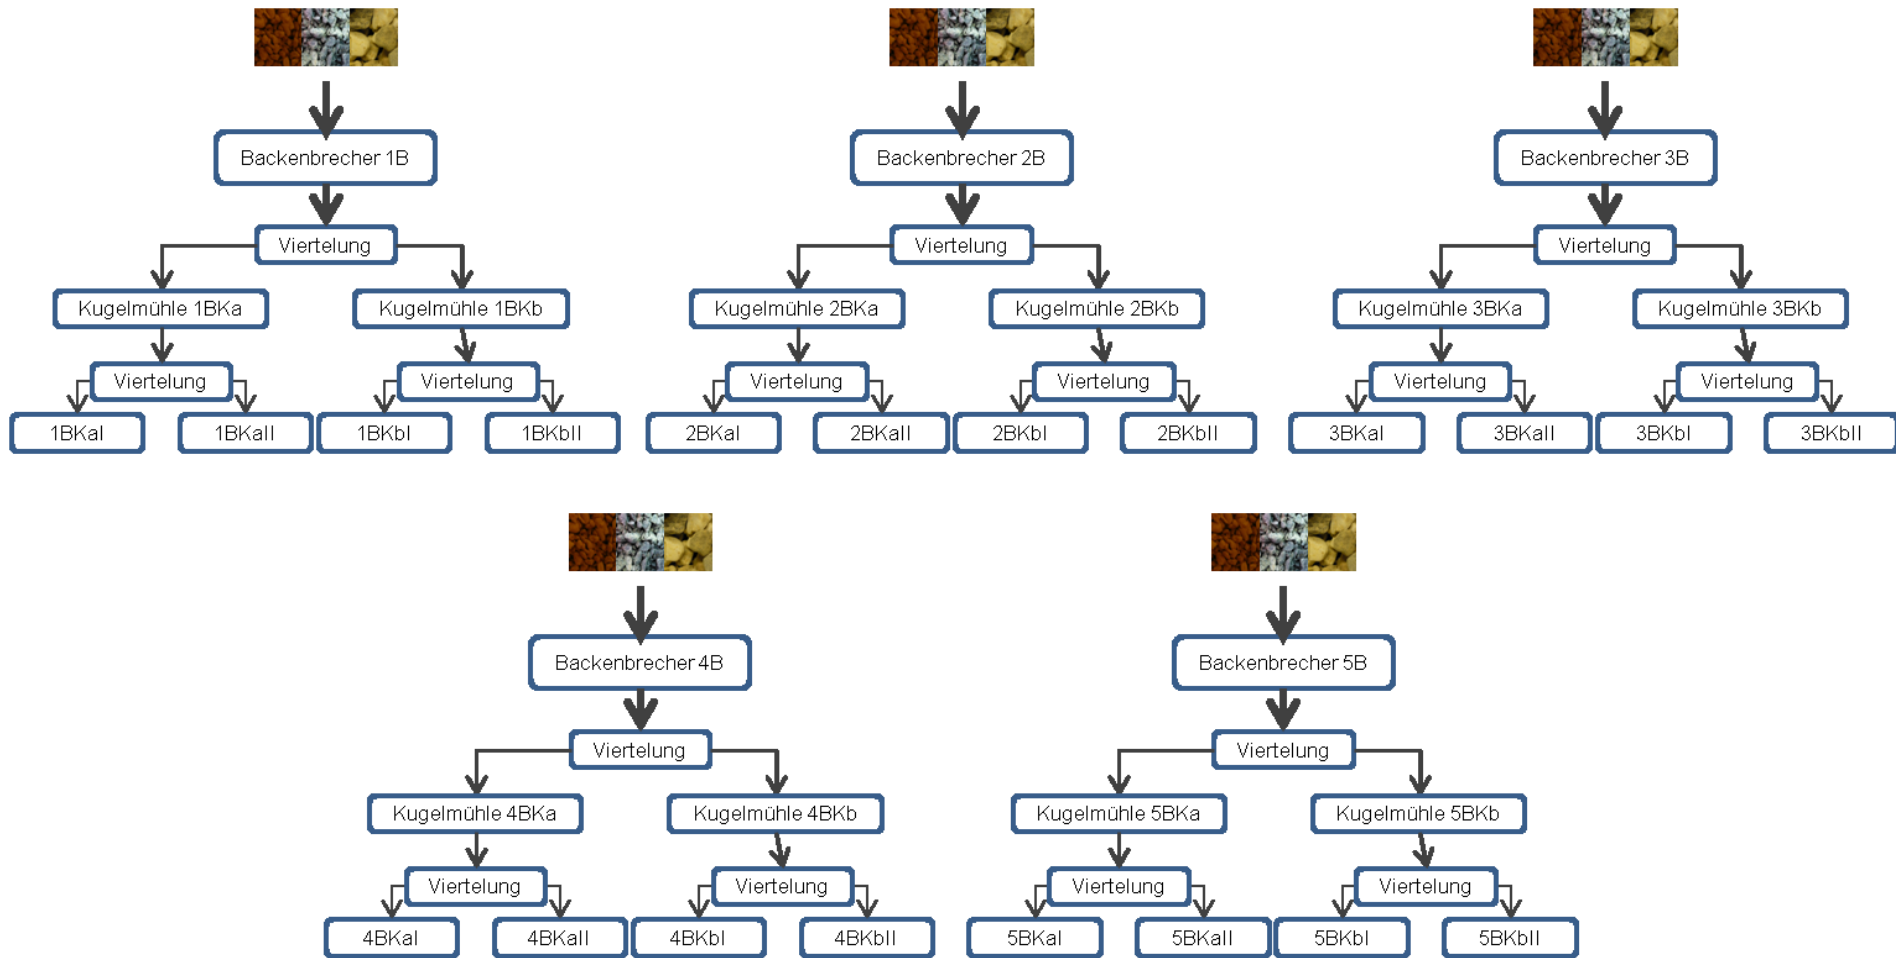 Backenbrecher 1B
Backenbrecher 2B
Backenbrecher 3B
Viertelung
Viertelung
Viertelung
Kugelmühle 1BKa
Kugelmühle 1BKb
Kugelmühle 2BKa
Kugelmühle 2BKb
Kugelmühle 3BKa
Kugelmühle 3BKb
Viertelung
Viertelung
Viertelung
Viertelung
Viertelung
Viertelung
1BKaI
1BKaII
1BKbI
1BKbII
2BKaI
2BKaII
2BKbI
2BKbII
3BKaI
3BKaII
3BKbI
3BKbII
Backenbrecher 4B
Backenbrecher 5B
Viertelung
Viertelung
Kugelmühle 4BKa
Kugelmühle 4BKb
Kugelmühle 5BKa
Kugelmühle 5BKb
Viertelung
Viertelung
Viertelung
Viertelung
4BKaI
4BKaII
4BKbI
4BKbII
5BKaI
5BKaII
5BKbI
5BKbII